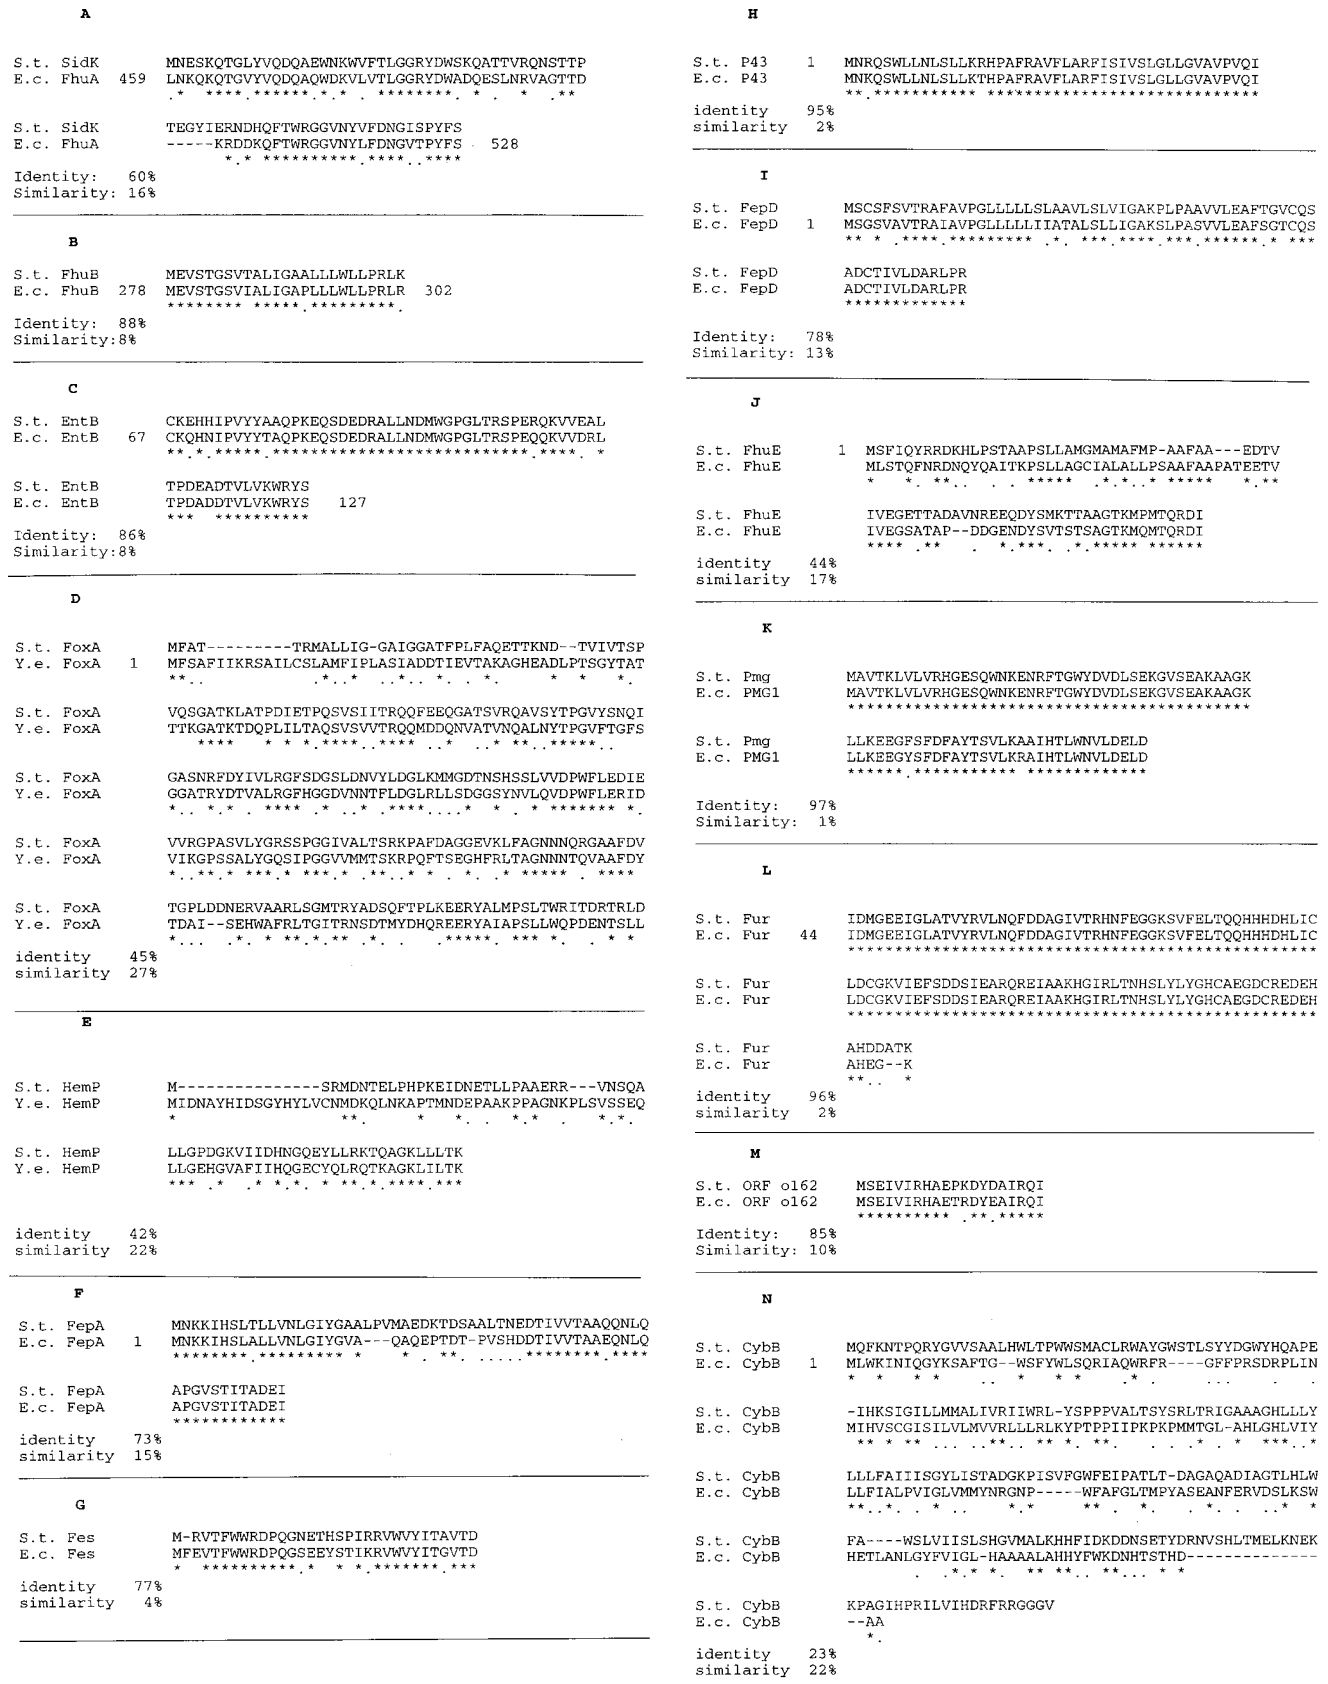 A
S.t. SidK MNESKQTGLYVQDQAEWNKWVFTLGGRYDWSKQATTVRQNSTTP
E.c. FhuA 459 LNKQKQTGVYVQDQAQWDKVLVTLGGRYDWADQESLNRVAGTTD
.* ****.*****.*.* .******** * . * . **
S.t. SidK TEGYIERNDHQFTWRGGVNYVFDNGISPYFS
E.c. FhuA -----KRDDKQFTWRGGVNYLFDNGVTPYFS 528
*.* **********.****..****
Identity: 60%
Similarity: 16%
B
S.t. FhuB MEVSTGSVTALIGAALLLWLLPRLK
E.c. FhuB 278 MEVSTGSVIALIGAPLLLWLLPRLR 302
******** *****.*********.
Identity: 88%
Similarity:8%
C
S.t. EntB CKEHHIPVYYAAQPKEQSDEDRALLNDMWGPGLTRSPERQKVVEAL
E.c. EntB 67 CKQHNIPVYYTAQPKEQSDEDRALLNDMWGPGLTRSPEQQKVVDRL
**.*.*****.***************************.****. *
S.t. EntB TPDEADTVLVKWRYS
E.c. EntB TPDADDTVLVKWRYS 127
***  **********
Identity: 86%
Similarity:8%
D
S.t. FoxA MFAT---------TRMALLIG-GAIGGATFPLFAQETTKND--TVIVTSP
Y.e. FoxA 1 MFSAFIIKRSAILCSLAMFIPLASIADDTIEVTAKAGHEADLPTSGYTAT
**.. .*..* .*.. *.. *. * * * *.
S.t. FoxA VQSGATKLATPDIETPQSVSIITRQQFEEQGATSVRQAVSYTPGVYSNQI
Y.e. FoxA TTKGATKTDQPLILTAQSVSVVTRQQMDDQNVATVNQALNYTPGVFTGFS
**** * * *.****..****...* ..* **..*****..
S.t. FoxA GASNRFDYIVLRGFSDGSLDNVYLDGLKMMGDTNSHSSLVVDPWFLEDIE
Y.e. FoxA GGATRYDTVALRGFHGGDVNNTFLDGLRLLSDGGSYNVLQVDPWFLERID
*.. *.* .**** .*...* .****....* .* . * ******* *.
S.t. FoxA VVRGPASVLYGRSSPGGIVALTSRKPAFDAGGEVKLFAGNNNQRGAAFDV
Y.e. FoxA VIKGPSSALYGQSIPGGVVMMTSKRPQFTSEGHFRLTAGNNNTQVAAFDY
*..**.*.***.* ***.*..**..* * . *...* ***** . ****
S.t. FoxA TGPLDDNERVAARLSGMTRYADSQFTPLKEERYALMPSLTWRITDRTRLD
Y.e. FoxA TDAI--SEHWAFRLTGITRNSDTMYDHQREERYAIAPSLLWQPDENTSLL
*... .*. * **.*.** .*. . .*****. *** *. . * *
identity 45%
similarity 27%
E
S.t. HemP M---------------SRMDNTELPHPKEIDNETLLPAAERR---VNSQA
Y.e. HemP MIDNAYHIDSGYHYLVCNMDKQLNKAPTMNDEPAAKPPAGNKPLSVSSEQ
* **. . * *. . *.* . *.*.
S.t. HemP LLGPDGKVIIDHNGQEYLLRKTQAGKLLLTK
Y.e. HemP LLGEHGVAFIIHQGECYQLRQTKAGKLILTK
*** .* .* *.*. * **.*.****.***
identity 42%
similarity 22%
F
S.t. FepA MNKKIHSLTLLVNLGIYGAALPVMAEDKTDSAALTNEDTIVVTAAQQNLQ
E.c. FepA 1 MNKKIHSLALLVNLGIYGVA---QAQEPTDT-PVSHDDTIVVTAAEQNLQ
********.********* * *..**. .....********.****
S.t. FepA APGVSTITADEI
E.c. FepA APGVSTITADEI
************
identity 73%
similarity 15%
G
S.t. Fes M-RVTFWWRDPQGNETHSPIRRVWVYITAVTD
E.c. Fes MFEVTFWWRDPQGSEEYSTIKRVWVYITGVTD
* **********.* * *.*******.***
identity 77%
similarity 4%
H
S.t. P43 1 MNRQSWLLNLSLLKRHPAFRAVFLARFISIVSLGLLGVAVPVQI
E.c. P43 MNKQSWLLNLSLLKTHPAFRAVFLARFISIVSLGLLGVAVPVQI
**.*********** *****************************
identity 95%
similarity 2%
I
S.t. FepD MSCSFSVTRAFAVPGLLLLLSLAAVLSLVIGAKPLPAAVVLEAFTGVCQS
E.c. FepD 1 MSGSVAVTRAIAVPGLLLLLIIATALSLLIGAKSLPASVVLEAFSGTCQS
** * .****.********* .*.***.****.***.******.* ***
S.t. FepD ADCTIVLDARLPR
E.c. FepD ADCTIVLDARLPR
*************
Identity: 78%
Similarity: 13%
J
S.t. FhuE 1 MSFIQYRRDKHLPSTAAPSLLAMGMAMAFMP-AAFAA---EDTV
E.c. FhuE MLSTQFNRDNQYQAITKPSLLAGCIALALLPSAAFAAPATEETV
* *..**.. . . ***** .*.*..* ***** *.**
S.t. FhuE IVEGETTADAVNREEQDYSMKTTAAGTKMPMTQRDI
E.c. FhuE IVEGSATAP--DDGENDYSVTSTSAGTKMQMTQRDI
**** .** . *.***. .*.***** ******
identity 44%
similarity 17%
K
S.t. Pmg MAVTKLVLVRHGESQWNKENRFTGWYDVDLSEKGVSEAKAAGK
E.c. PMG1 MAVTKLVLVRHGESQWNKENRFTGWYDVDLSEKGVSEAKAAGK
*******************************************
S.t. Pmg LLKEEGFSFDFAYTSVLKAAIHTLWNVLDELD
E.c. PMG1 LLKEEGYSFDFAYTSVLKRAIHTLWNVLDELD
******.*********** *************
Identity: 97%
Similarity: 1%
L
S.t. Fur IDMGEEIGLATVYRVLNQFDDAGIVTRHNFEGGKSVFELTQQHHHDHLIC
E.c. Fur 44 IDMGEEIGLATVYRVLNQFDDAGIVTRHNFEGGKSVFELTQQHHHDHLIC
**************************************************
S.t. Fur LDCGKVIEFSDDSIEARQREIAAKHGIRLTNHSLYLYGHCAEGDCREDEH
E.c. Fur LDCGKVIEFSDDSIEARQREIAAKHGIRLTNHSLYLYGHCAEGDCREDEH
**************************************************
S.t. Fur AHDDATK
E.c. Fur AHEG--K
**..  *
identity 96%
similarity 2%
M
S.t. ORF o162 MSEIVIRHAEPKDYDAIRQI
E.c. ORF o162 MSEIVIRHAETRDYEAIRQI
********** .**.*****
Identity: 85%
Similarity: 10%
N
S.t. CybB MQFKNTPQRYGVVSAALHWLTPWWSMACLRWAYGWSTLSYYDGWYHQAPE
E.c. CybB 1 MLWKINIQGYKSAFTG--WSFYWLSQRIAQWRFR----GFFPRSDRPLIN
* * * * .. * * * .* . ... . .
S.t. CybB -IHKSIGILLMMALIVRIIWRL-YSPPPVALTSYSRLTRIGAAAGHLLLY
E.c. CybB MIHVSCGISILVLMVVRLLLRLKYPTPPIIPKPKPMMTGL-AHLGHLVIY
** * ** ... ..**.. ** *. **. . . .* . * ***..*
S.t. CybB LLLFAIIISGYLISTADGKPISVFGWFEIPATLT-DAGAQADIAGTLHLW
E.c. CybB LLFIALPVIGLVMMYNRGNP-----WFAFGLTMPYASEANFERVDSLKSW
**..*. . * .. *.* ** . *. . *. . ..* *
S.t. CybB FA----WSLVIISLSHGVMALKHHFIDKDDNSETYDRNVSHLTMELKNEK
E.c. CybB HETLANLGYFVIGL-HAAAALAHHYFWKDNHTSTHD--------------
. .*.* *. ** **. **... *.*
S.t. CybB KPAGIHPRILVIHDRFRRGGGV
E.c. CybB --AA
*.
identity 23%
similarity 22%